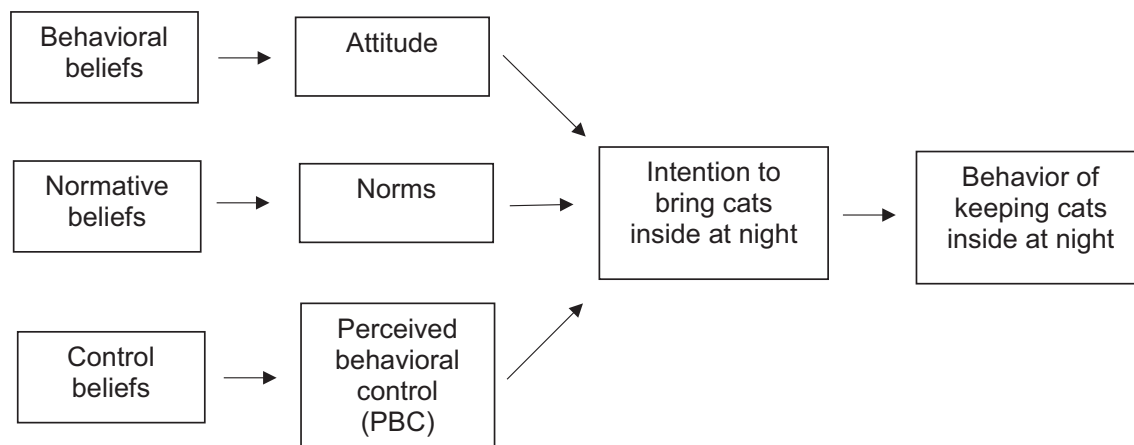 Behavioral
beliefs
Attitude
Normative
beliefs
Norms
Control
beliefs
Perceived
behavioral
control
(PBC)
Intention to
bring cats
inside at night
Behavior of
keeping cats
inside at night